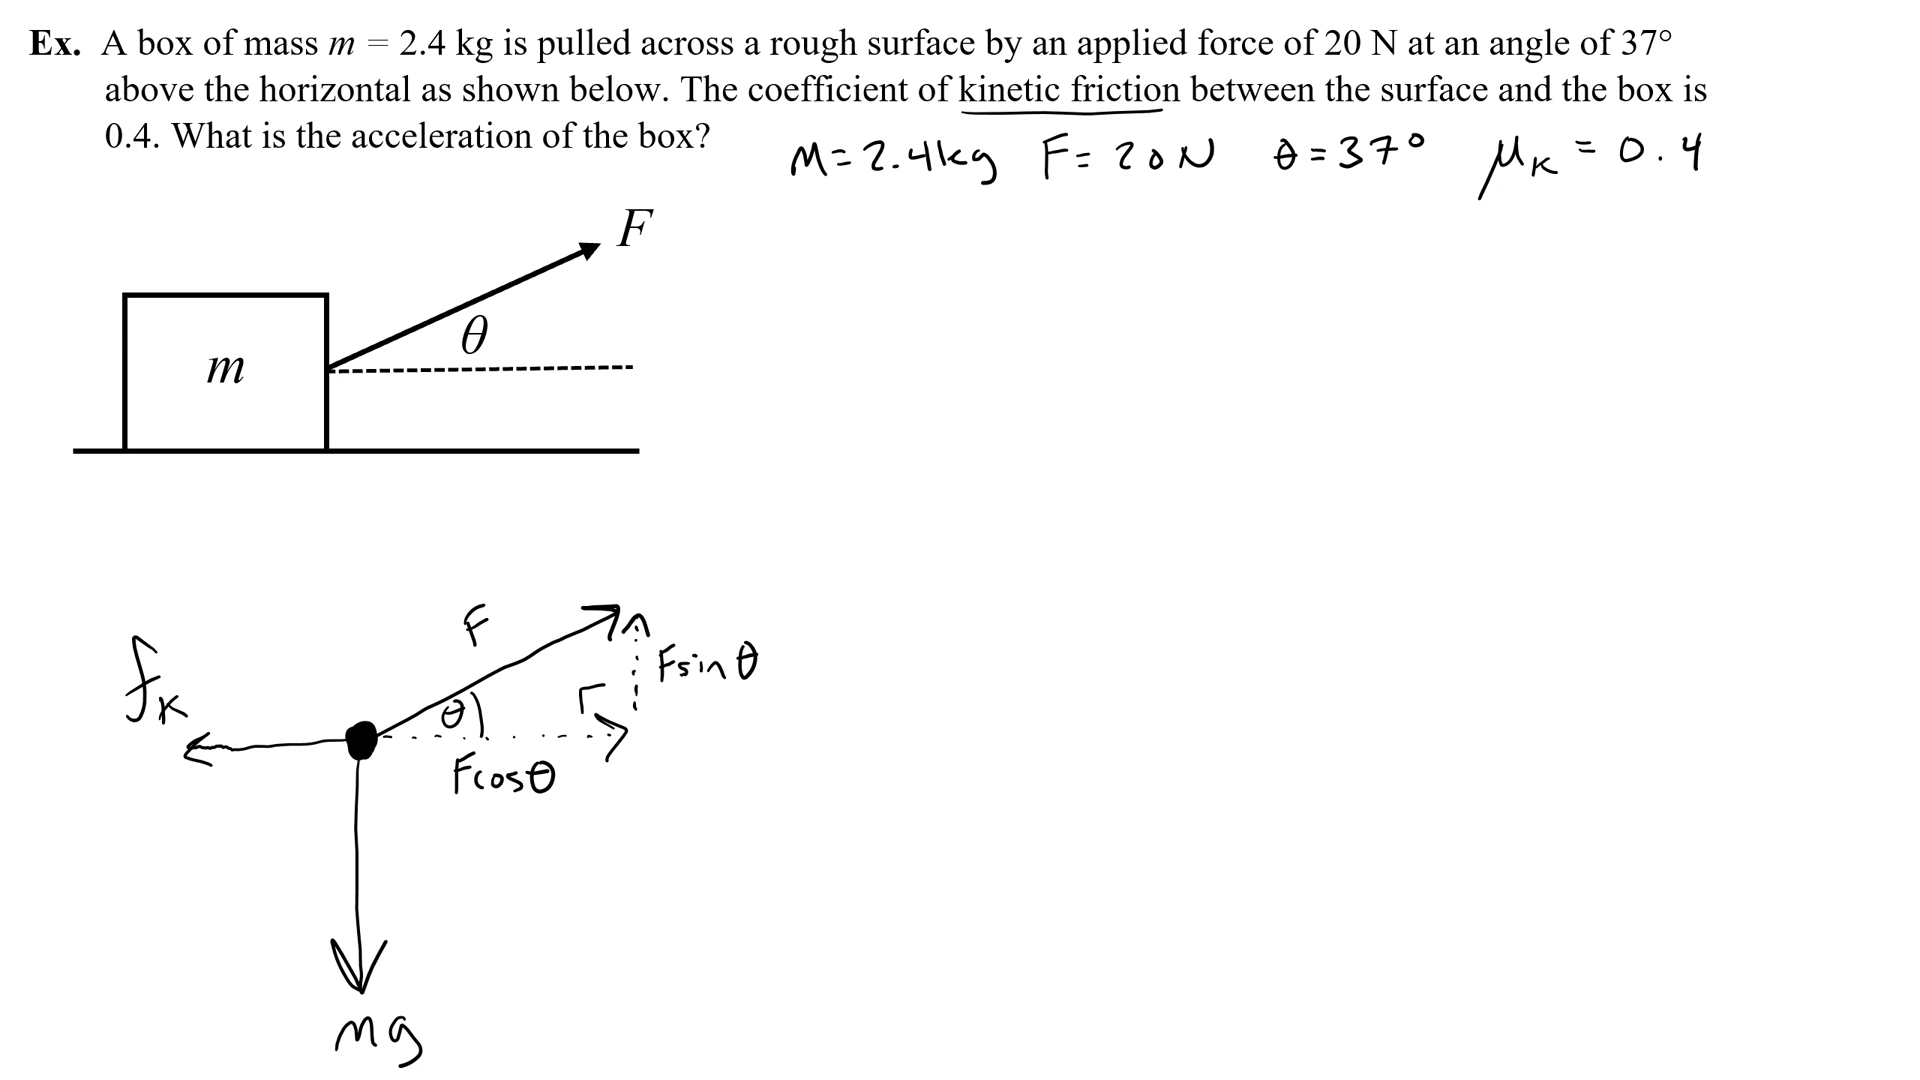 Ex. A box of mass m = 2.4 kg is pulled across a rough surface by an applied force of 20 N at an angle of 37°
above the horizontal as shown below. The coefficient of kinetic friction between the surface and the box is
0.4. What is the acceleration of the box?
M=2.4kg F=20N θ=37° μK=0.4
F
θ
m
F
fK
Fsinθ
θ
Fcosθ
mg